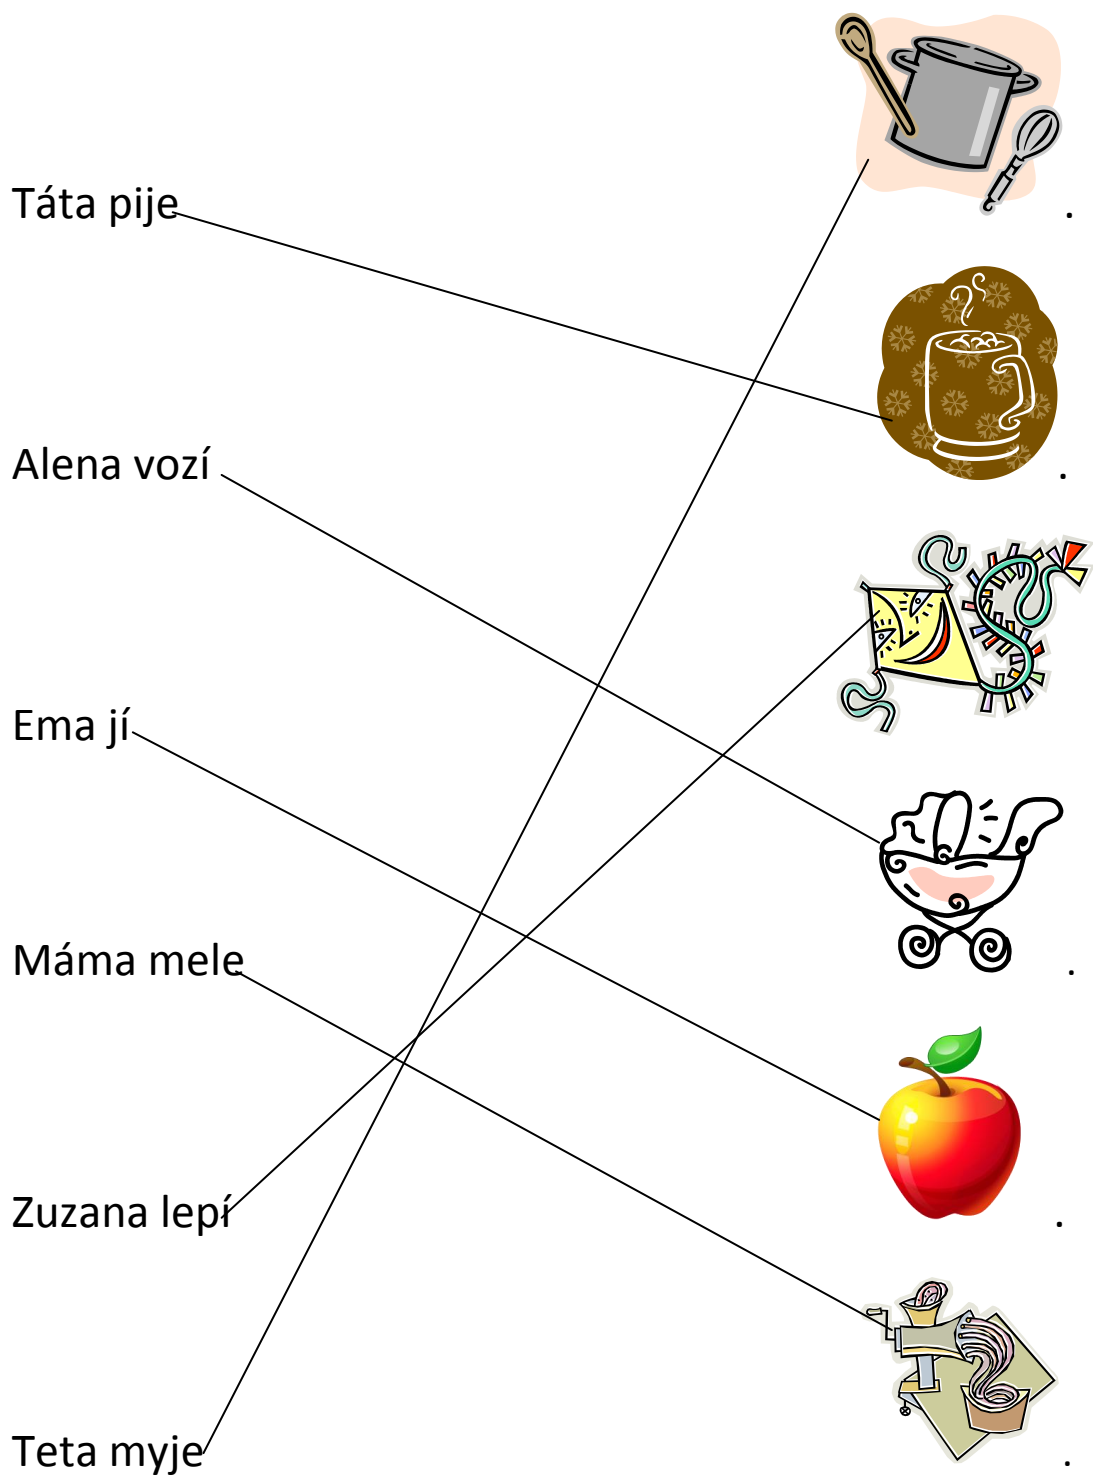 Táta pije .
Alena vozí .
Ema jí
Máma mele .
Zuzana lepí .
Teta myje .